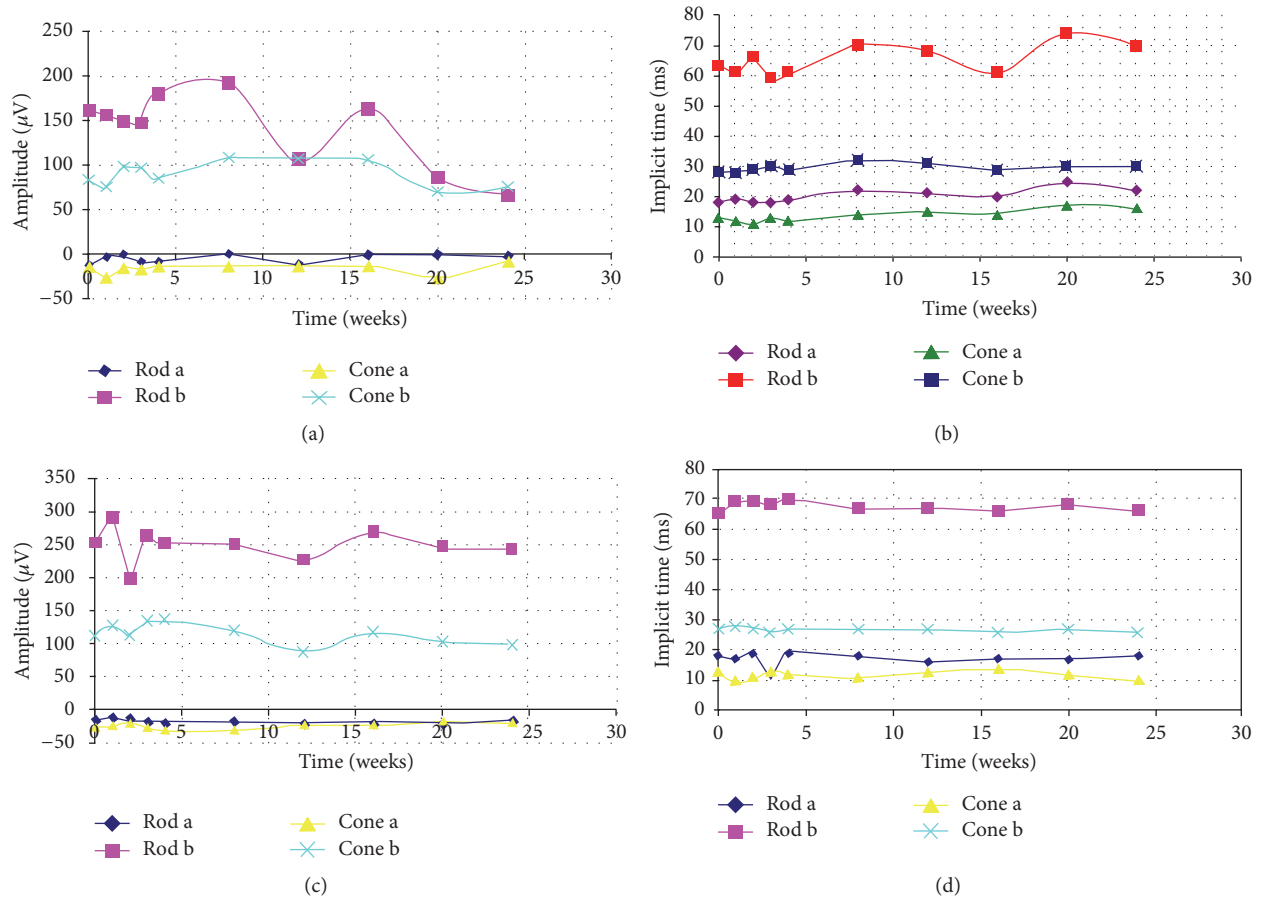 250
200
150
100
50
0
−50
Amplitude (μV)
0 5 10 15 20 25 30
Time (weeks)
Rod a
Rod b
Cone a
Cone b
(a)
80
70
60
50
40
30
20
10
0
Implicit time (ms)
0 5 10 15 20 25 30
Time (weeks)
Rod a
Rod b
Cone a
Cone b
(b)
350
300
250
200
150
100
50
0
−50
Amplitude (μV)
0 5 10 15 20 25 30
Time (weeks)
Rod a
Rod b
Cone a
Cone b
(c)
80
70
60
50
40
30
20
10
0
Implicit time (ms)
0 5 10 15 20 25 30
Time (weeks)
Rod a
Rod b
Cone a
Cone b
(d)